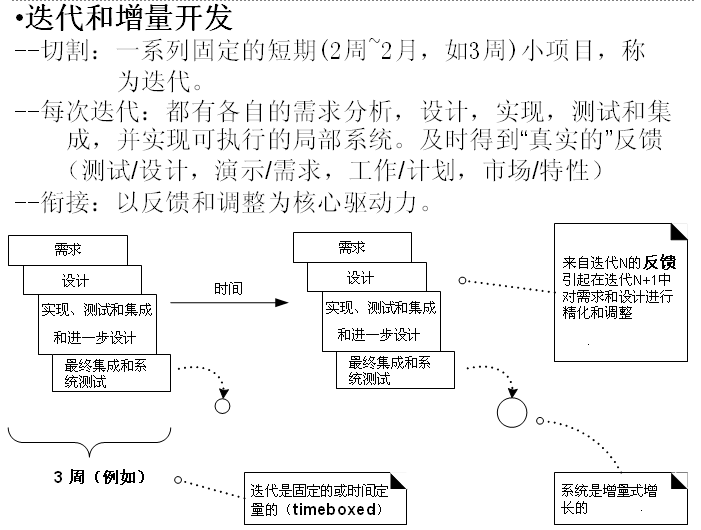 •迭代和增量开发
--切割：一系列固定的短期(2周~2月，如3周)小项目，称
为迭代。
--每次迭代：都有各自的需求分析，设计，实现，测试和集
成，并实现可执行的局部系统。及时得到“真实的”反馈
（测试/设计，演示/需求，工作/计划，市场/特性）
--衔接：以反馈和调整为核心驱动力。
需求
设计
实现、测试和集成
和进一步设计
最终集成和系
统测试
时间
需求
设计
实现、测试和集成
和进一步设计
最终集成和系
统测试
来自迭代N的反馈
引起在迭代N+1中
对需求和设计进行
精化和调整
3 周（例如）
迭代是固定的或时间定
量的（timeboxed）
系统是增量式增
长的